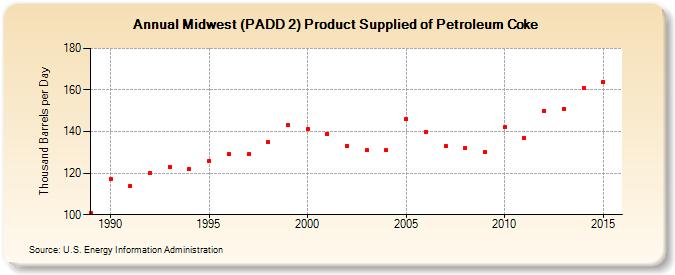 Annual Midwest (PADD 2) Product Supplied of Petroleum Coke
Thousand Barrels per Day
180
160
140
120
100
1990 1995 2000 2005 2010 2015
Source: U.S. Energy Information Administration